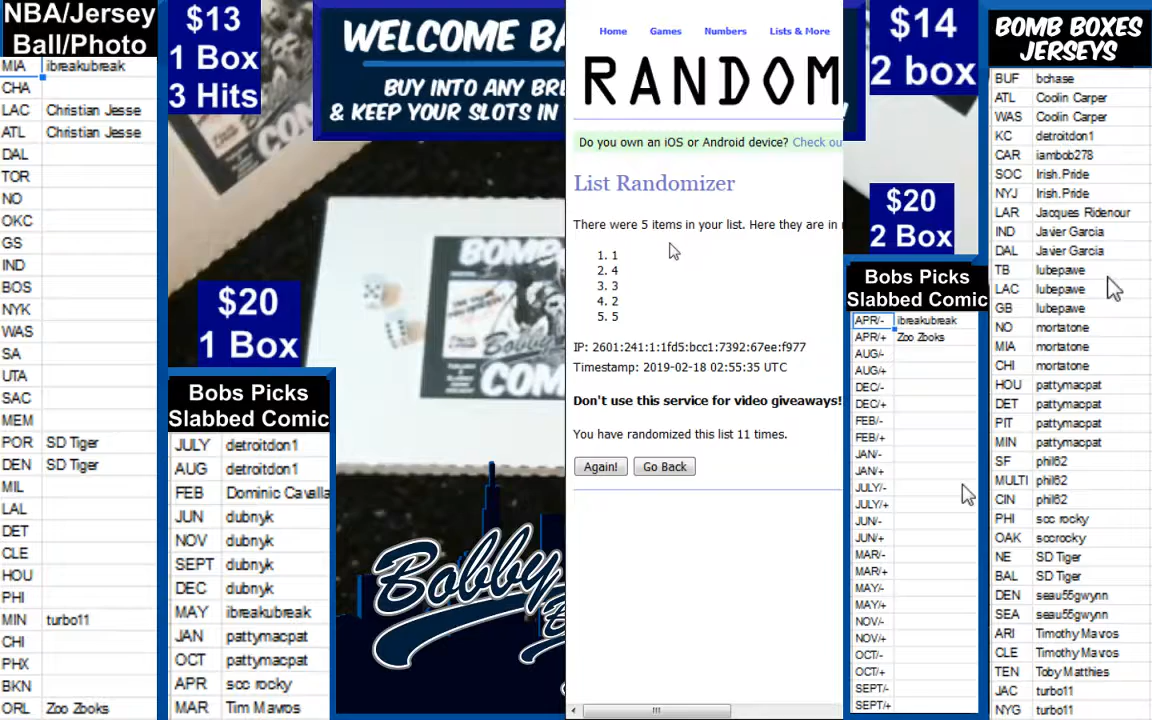 NBA/Jersey
Ball/Photo
MIA ibreakubreak
CHA
LAC Christian Jesse
ATL Christian Jesse
DAL
TOR
NO
OKC
GS
IND
BOS
NYK
WAS
SA
UTA
SAC
MEM
POR SD Tiger
DEN SD Tiger
MIL
LAL
DET
CLE
HOU
PHI
MIN turbo11
CHI
PHX
BKN
ORL Zoo Zboks
$13
1 Box
3 Hits
$20
1 Box
Bobs Picks
Slabbed Comic
JULY detroitdon1
AUG detroitdon1
FEB Dominic Cavalla
JUN dubnyk
NOV dubnyk
SEPT dubnyk
DEC dubnyk
MAY ibreakubreak
JAN pattymacpat
OCT pattymacpat
APR scc rocky
MAR Tim Mavros
WELCOME BA
BUY INTO ANY BRE
& KEEP YOUR SLOTS IN
BOMB
COM
Bobby
Home Games Numbers Lists & More
RANDOM
Do you own an iOS or Android device? Check ou
List Randomizer
There were 5 items in your list. Here they are in
1. 1
2. 4
3. 3
4. 2
5. 5
IP: 2601:241:1:1fd5:bcc1:7392:67ee:f977
Timestamp: 2019-02-18 02:55:35 UTC
Don't use this service for video giveaways!
You have randomized this list 11 times.
Again! Go Back
$14
2 box
$20
2 Box
Bobs Picks
Slabbed Comic
APR/- ibreakubreak
APR/+ Zoo Zboks
AUG/-
AUG/+
DEC/-
DEC/+
FEB/-
FEB/+
JAN/-
JAN/+
JULY/-
JULY/+
JUN/-
JUN/+
MAR/-
MAR/+
MAY/-
MAY/+
NOV/-
NOV/+
OCT/-
OCT/+
SEPT/-
SEPT/+
BOMB BOXES
JERSEYS
BUF bchase
ATL Coolin Carper
WAS Coolin Carper
KC detroitdon1
CAR iambob278
SOC Irish.Pride
NYJ Irish.Pride
LAR Jacques Ridenour
IND Javier Garcia
DAL Javier Garcia
TB lubepawe
LAC lubepawe
GB lubepawe
NO mortatone
MIA mortatone
CHI mortatone
HOU pattymacpat
DET pattymacpat
PIT pattymacpat
MIN pattymacpat
SF phil62
MULTI phil62
CIN phil62
PHI scc rocky
OAK sccrocky
NE SD Tiger
BAL SD Tiger
DEN seau55gwynn
SEA seau55gwynn
ARI Timothy Mavros
CLE Timothy Mavros
TEN Toby Matthies
JAC turbo11
NYG turbo11